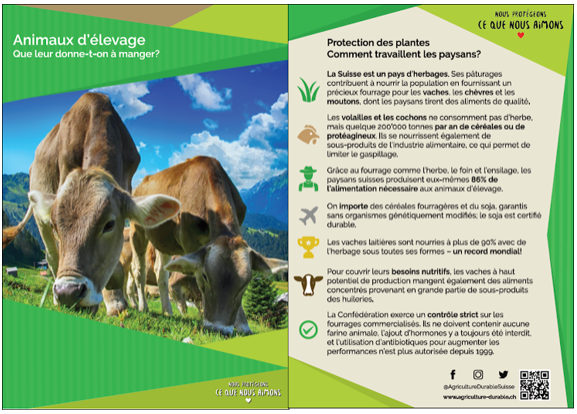 Animaux d'élevage
Que leur donne-t-on à manger?
NOUS PROTÉGEONS
CE QUE NOUS AIMONS
NOUS PROTÉGEONS
CE QUE NOUS AIMONS
Protection des plantes
Comment travaillent les paysans?
La Suisse est un pays d'herbages. Ses pâturages
contribuent à nourrir la population en fournissant un
précieux fourrage pour les vaches, les chèvres et les
moutons, dont les paysans tirent des aliments de qualité.
Les volailles et les cochons ne consomment pas d'herbe,
mais quelque 200'000 tonnes par an de céréales ou de
protéagineux. Ils se nourrissent également de
sous-produits de l'industrie alimentaire, ce qui permet de
limiter le gaspillage.
Grâce au fourrage comme l'herbe, le foin et l'ensilage, les
paysans suisses produisent eux-mêmes 86% de
l'alimentation nécessaire aux animaux d'élevage.
On importe des céréales fourragères et du soja, garantis
sans organismes génétiquement modifiés; le soja est certifié
durable.
Les vaches laitières sont nourries à plus de 90% avec de
l'herbage sous toutes ses formes – un record mondial!
Pour couvrir leurs besoins nutritifs, les vaches à haut
potentiel de production mangent également des aliments
concentrés provenant en grande partie de sous-produits
des huileries.
La Confédération exerce un contrôle strict sur les
fourrages commercialisés. Ils ne doivent contenir aucune
farine animale, l'ajout d'hormones y a toujours été interdit,
et l'utilisation d'antibiotiques pour augmenter les
performances n'est plus autorisée depuis 1999.
@AgricultureDurableSuisse
www.agriculture-durable.ch